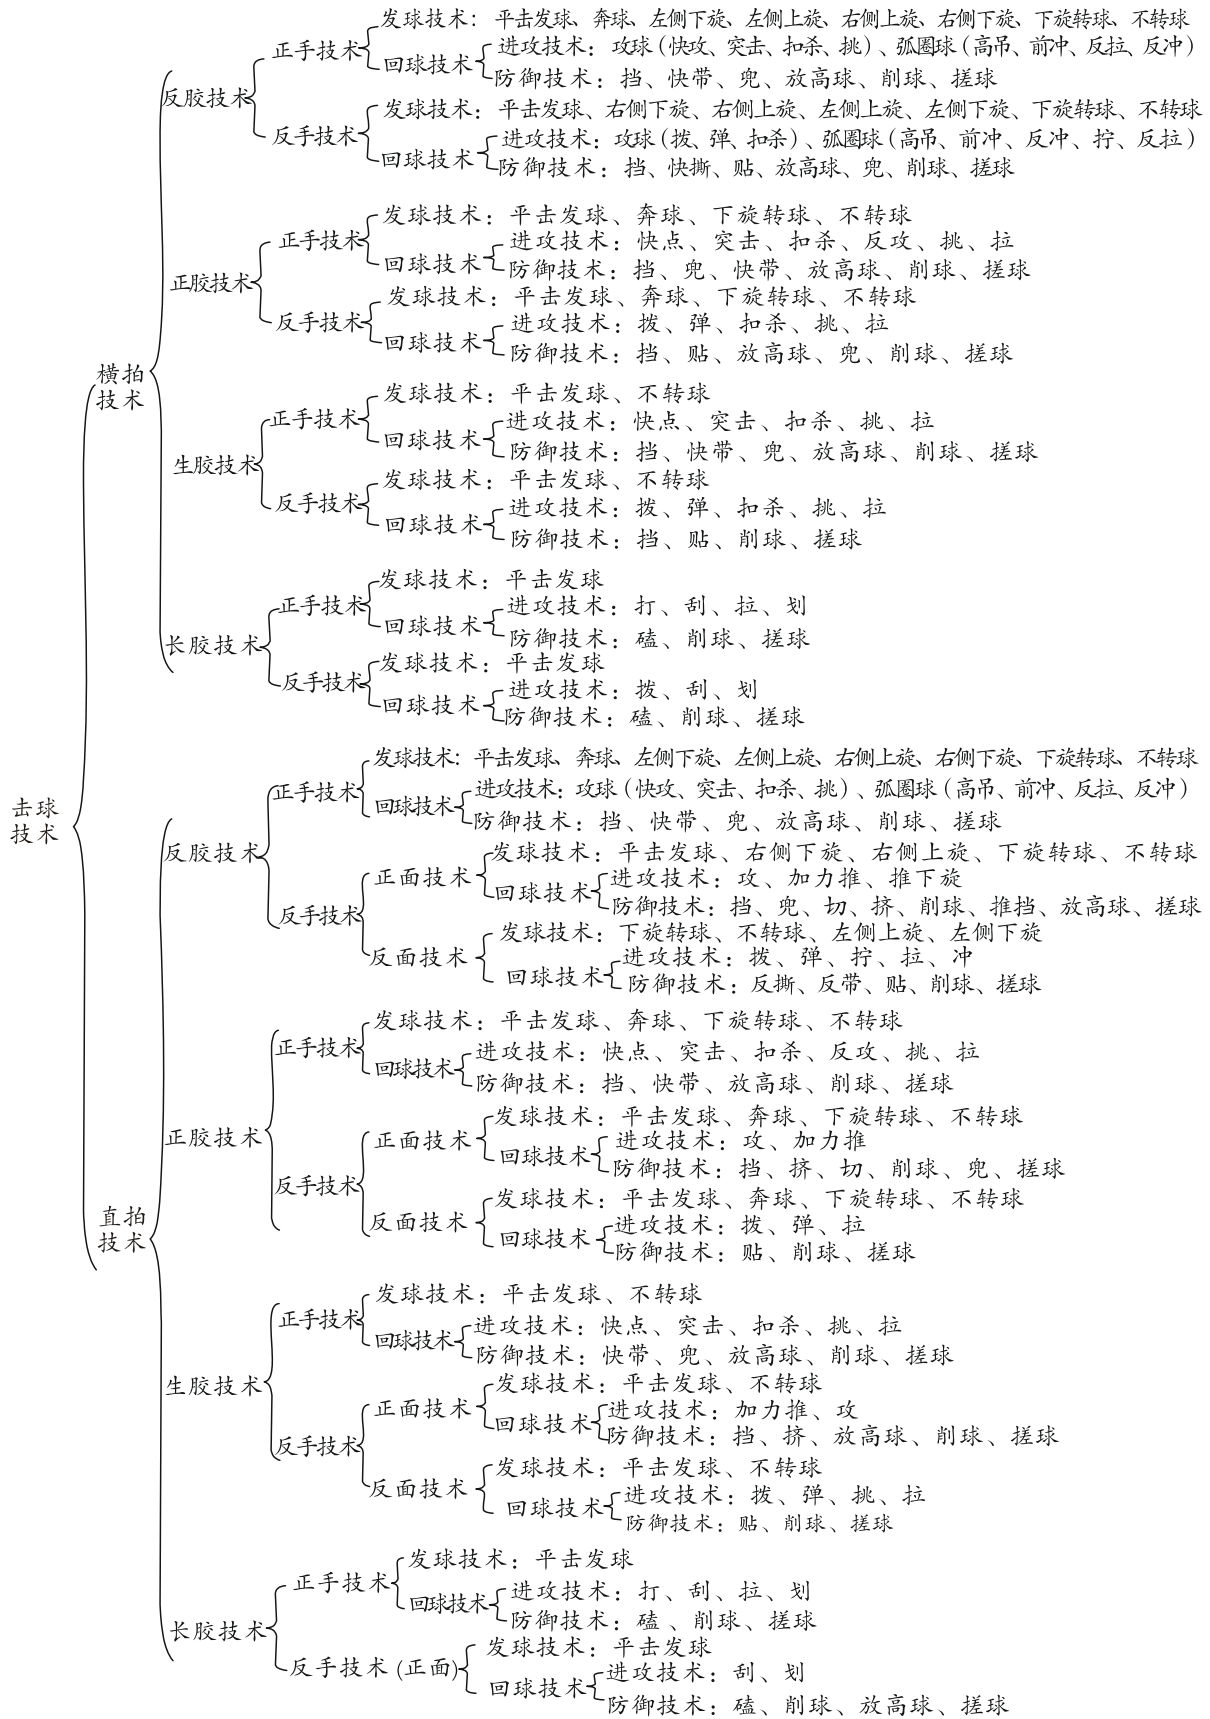 发球技术：平击发球、奔球、左侧下旋、左侧上旋、右侧上旋、右侧下旋、下旋转球、不转球
正手技术
进攻技术：攻球（快攻、突击、扣杀、挑）、弧圈球（高吊、前冲、反拉、反冲）
回球技术
防御技术：挡、快带、兜、放高球、削球、搓球
反胶技术
发球技术：平击发球、右侧下旋、右侧上旋、左侧上旋、左侧下旋、下旋转球、不转球
反手技术
进攻技术：攻球（拨、弹、扣杀）、弧圈球（高吊、前冲、反冲、拧、反拉）
回球技术
防御技术：挡、快撕、贴、放高球、兜、削球、搓球
发球技术：平击发球、奔球、下旋转球、不转球
正手技术
进攻技术：快点、突击、扣杀、反攻、挑、拉
回球技术
防御技术：挡、兜、快带、放高球、削球、搓球
正胶技术
发球技术：平击发球、奔球、下旋转球、不转球
反手技术
进攻技术：拨、弹、扣杀、挑、拉
回球技术
防御技术：挡、贴、放高球、兜、削球、搓球
横拍
技术
发球技术：平击发球、不转球
正手技术
进攻技术：快点、突击、扣杀、挑、拉
回球技术
防御技术：挡、快带、兜、放高球、削球、搓球
生胶技术
发球技术：平击发球、不转球
反手技术
进攻技术：拨、弹、扣杀、挑、拉
回球技术
防御技术：挡、贴、削球、搓球
发球技术：平击发球
正手技术
进攻技术：打、刮、拉、划
回球技术
防御技术：磕、削球、搓球
长胶技术
发球技术：平击发球
反手技术
进攻技术：拨、刮、划
回球技术
防御技术：磕、削球、搓球
击球
技术
发球技术：平击发球、奔球、左侧下旋、左侧上旋、右侧上旋、右侧下旋、下旋转球、不转球
正手技术
进攻技术：攻球（快攻、突击、扣杀、挑）、弧圈球（高吊、前冲、反拉、反冲）
回球技术
防御技术：挡、快带、兜、放高球、削球、搓球
反胶技术
发球技术：平击发球、右侧下旋、右侧上旋、下旋转球、不转球
正面技术
进攻技术：攻、加力推、推下旋
回球技术
防御技术：挡、兜、切、挤、削球、推挡、放高球、搓球
反手技术
发球技术：下旋转球、不转球、左侧上旋、左侧下旋
反面技术
进攻技术：拨、弹、拧、拉、冲
回球技术
防御技术：反撕、反带、贴、削球、搓球
发球技术：平击发球、奔球、下旋转球、不转球
正手技术
进攻技术：快点、突击、扣杀、反攻、挑、拉
回球技术
防御技术：挡、快带、放高球、削球、搓球
正胶技术
发球技术：平击发球、奔球、下旋转球、不转球
正面技术
进攻技术：攻、加力推
回球技术
防御技术：挡、挤、切、削球、兜、搓球
反手技术
发球技术：平击发球、奔球、下旋转球、不转球
反面技术
进攻技术：拨、弹、拉
回球技术
防御技术：贴、削球、搓球
直拍
技术
发球技术：平击发球、不转球
正手技术
进攻技术：快点、突击、扣杀、挑、拉
回球技术
防御技术：快带、兜、放高球、削球、搓球
生胶技术
发球技术：平击发球、不转球
正面技术
进攻技术：加力推、攻
回球技术
防御技术：挡、挤、放高球、削球、搓球
反手技术
发球技术：平击发球、不转球
反面技术
进攻技术：拨、弹、挑、拉
回球技术
防御技术：贴、削球、搓球
发球技术：平击发球
正手技术
进攻技术：打、刮、拉、划
回球技术
防御技术：磕、削球、搓球
长胶技术
发球技术：平击发球
反手技术（正面）
进攻技术：刮、划
回球技术
防御技术：磕、削球、放高球、搓球